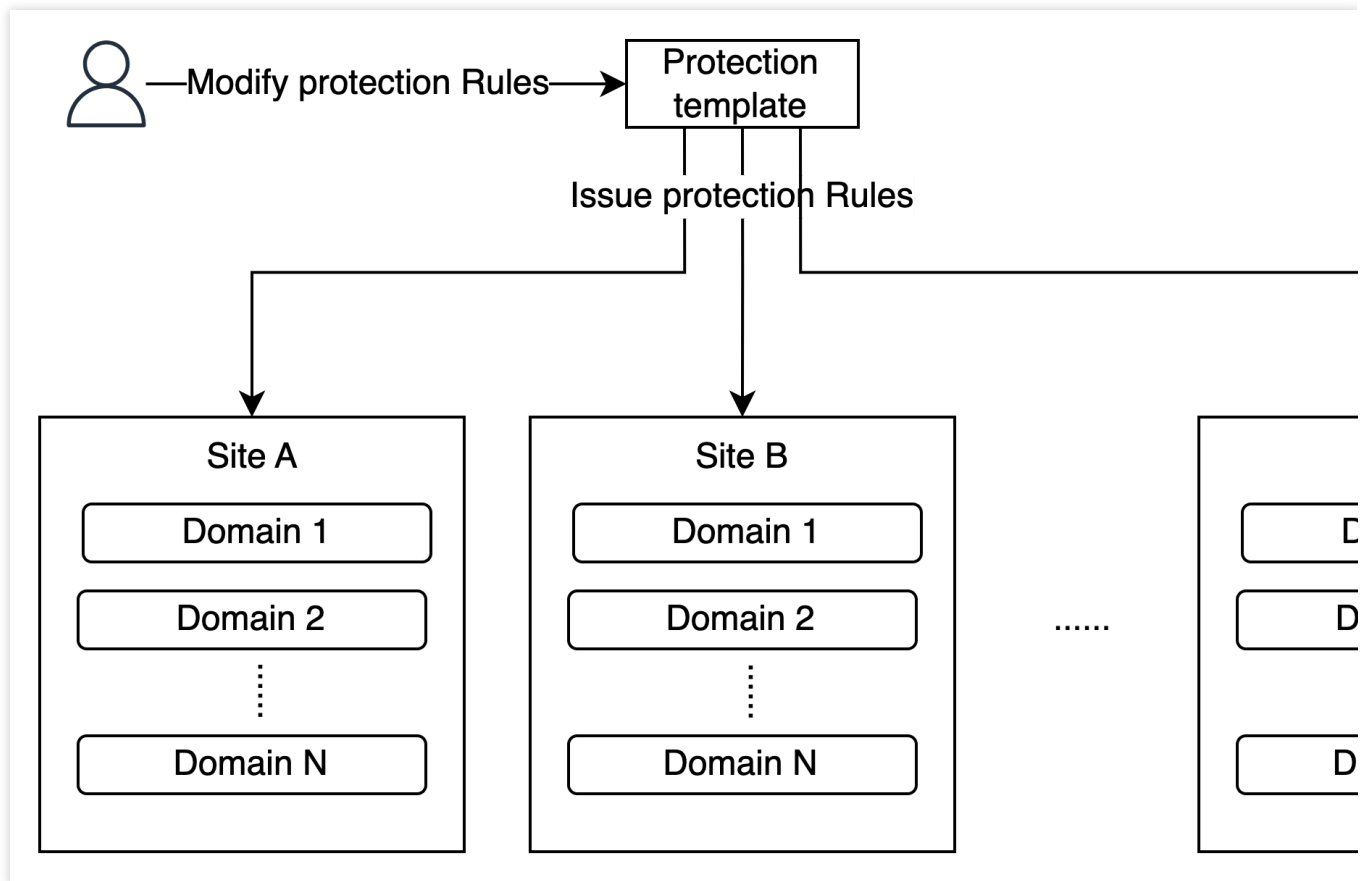 Modify protection Rules
Protection
template
Issue protection Rules
Site A
Domain 1
Domain 2
Domain N
Site B
Domain 1
Domain 2
Domain N
......